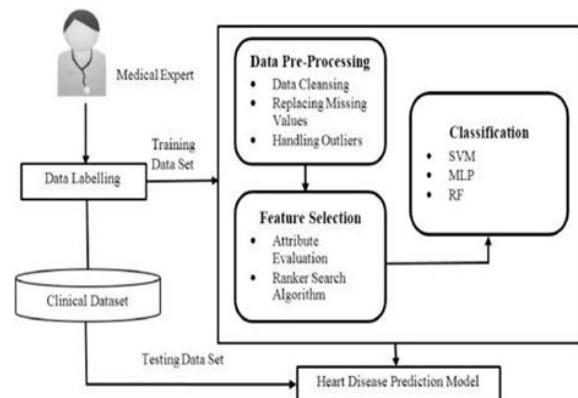 Medical Expert
Data Labelling
Clinical Dataset
Training
Data Set
Testing Data Set
Data Pre-Processing
• Data Cleansing
• Replacing Missing
Values
• Handling Outliers
Feature Selection
• Attribute
Evaluation
• Ranker Search
Algorithm
Classification
• SVM
• MLP
• RF
Heart Disease Prediction Model